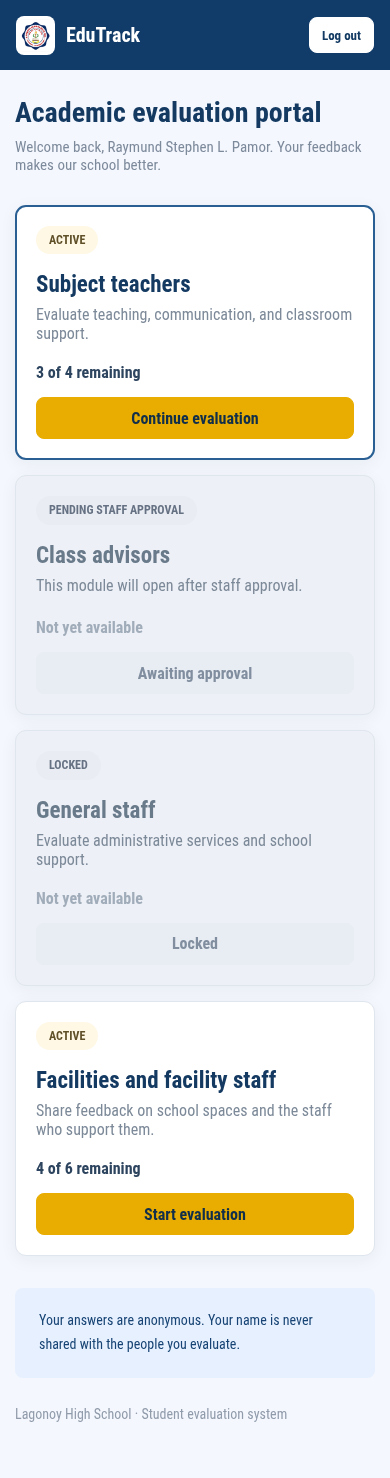 EduTrack
Log out
Academic evaluation portal
Welcome back, Raymund Stephen L. Pamor. Your feedback
makes our school better.
ACTIVE
Subject teachers
Evaluate teaching, communication, and classroom
support.
3 of 4 remaining
Continue evaluation
PENDING STAFF APPROVAL
Class advisors
This module will open after staff approval.
Not yet available
Awaiting approval
LOCKED
General staff
Evaluate administrative services and school
support.
Not yet available
Locked
ACTIVE
Facilities and facility staff
Share feedback on school spaces and the staff
who support them.
4 of 6 remaining
Start evaluation
Your answers are anonymous. Your name is never
shared with the people you evaluate.
Lagonoy High School · Student evaluation system